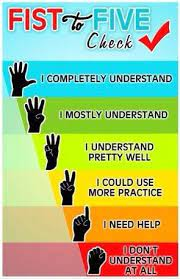 FIST to FIVE
Check
I COMPLETELY UNDERSTAND
I MOSTLY UNDERSTAND
I UNDERSTAND
PRETTY WELL
I COULD USE
MORE PRACTICE
I NEED HELP
I DON'T
UNDERSTAND
AT ALL